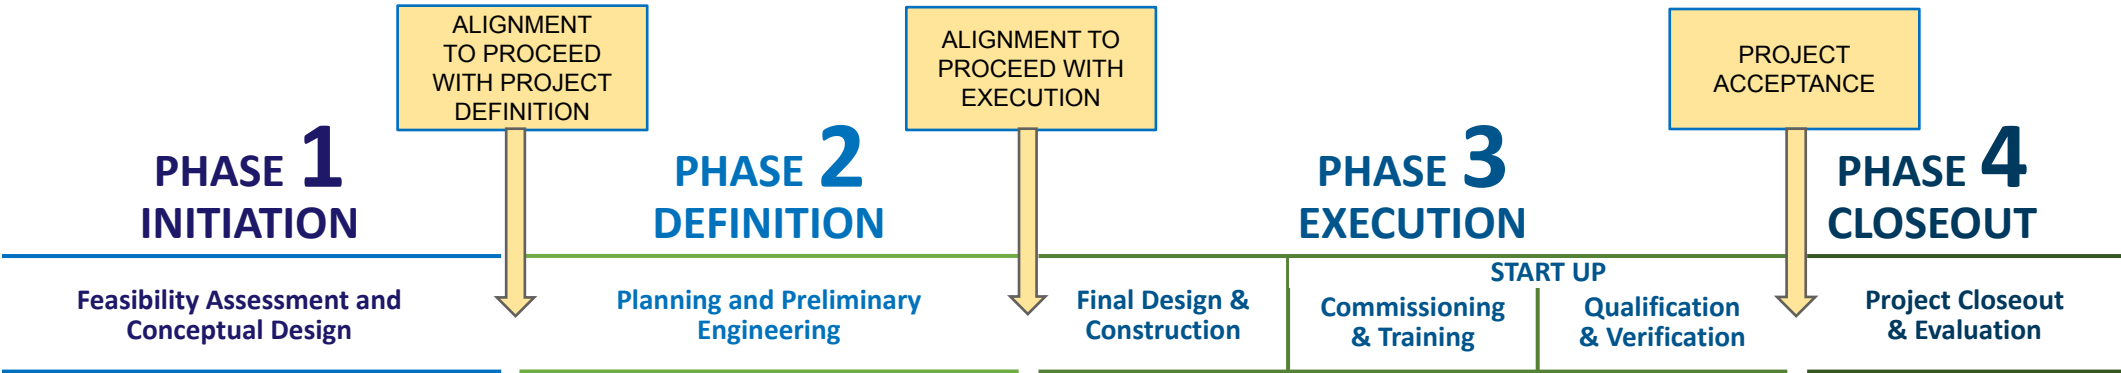 ALIGNMENT
TO PROCEED
WITH PROJECT
DEFINITION
ALIGNMENT TO
PROCEED WITH
EXECUTION
PROJECT
ACCEPTANCE
PHASE 1
INITIATION
PHASE 2
DEFINITION
PHASE 3
EXECUTION
PHASE 4
CLOSEOUT
Feasibility Assessment and
Conceptual Design
Planning and Preliminary
Engineering
Final Design &
Construction
START UP
Commissioning
& Training
Qualification
& Verification
Project Closeout
& Evaluation